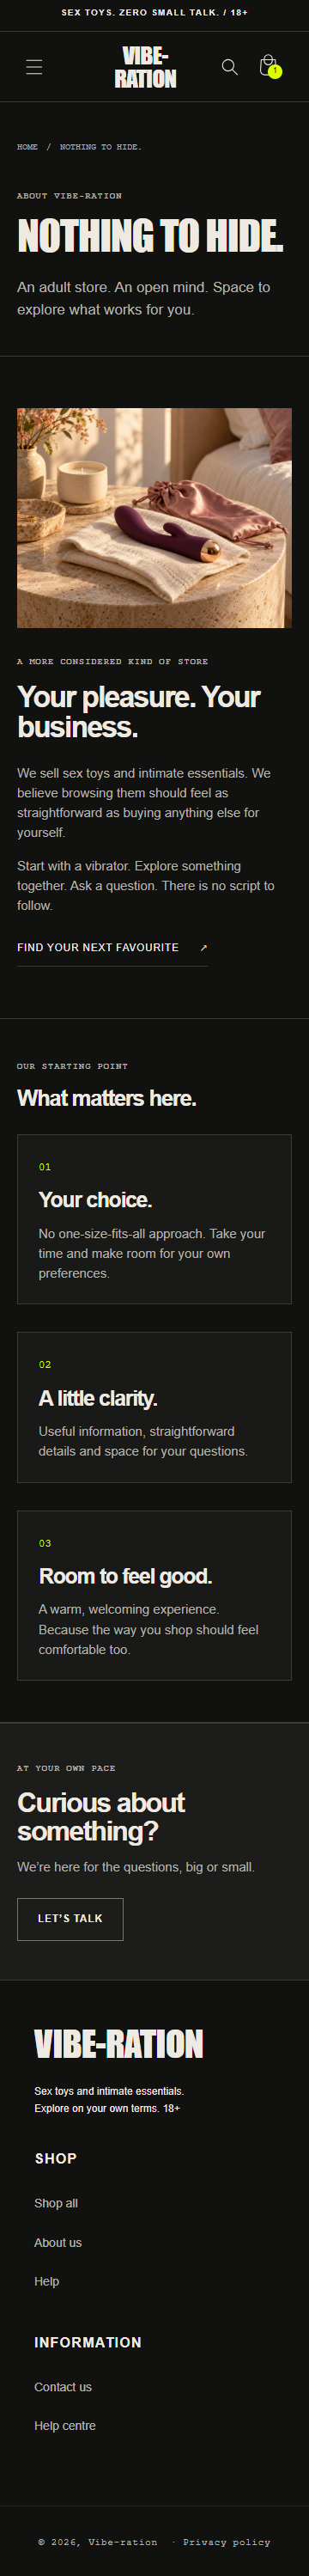 SEX TOYS. ZERO SMALL TALK. / 18+
VIBE-
RATION
1
HOME / NOTHING TO HIDE.
ABOUT VIBE-RATION
NOTHING TO HIDE.
An adult store. An open mind. Space to
explore what works for you.
A MORE CONSIDERED KIND OF STORE
Your pleasure. Your
business.
We sell sex toys and intimate essentials. We
believe browsing them should feel as
straightforward as buying anything else for
yourself.
Start with a vibrator. Explore something
together. Ask a question. There is no script to
follow.
FIND YOUR NEXT FAVOURITE ↗
OUR STARTING POINT
What matters here.
01
Your choice.
No one-size-fits-all approach. Take your
time and make room for your own
preferences.
02
A little clarity.
Useful information, straightforward
details and space for your questions.
03
Room to feel good.
A warm, welcoming experience.
Because the way you shop should feel
comfortable too.
AT YOUR OWN PACE
Curious about
something?
We’re here for the questions, big or small.
LET’S TALK
VIBE-RATION
Sex toys and intimate essentials.
Explore on your own terms. 18+
SHOP
Shop all
About us
Help
INFORMATION
Contact us
Help centre
© 2026, Vibe-ration · Privacy policy